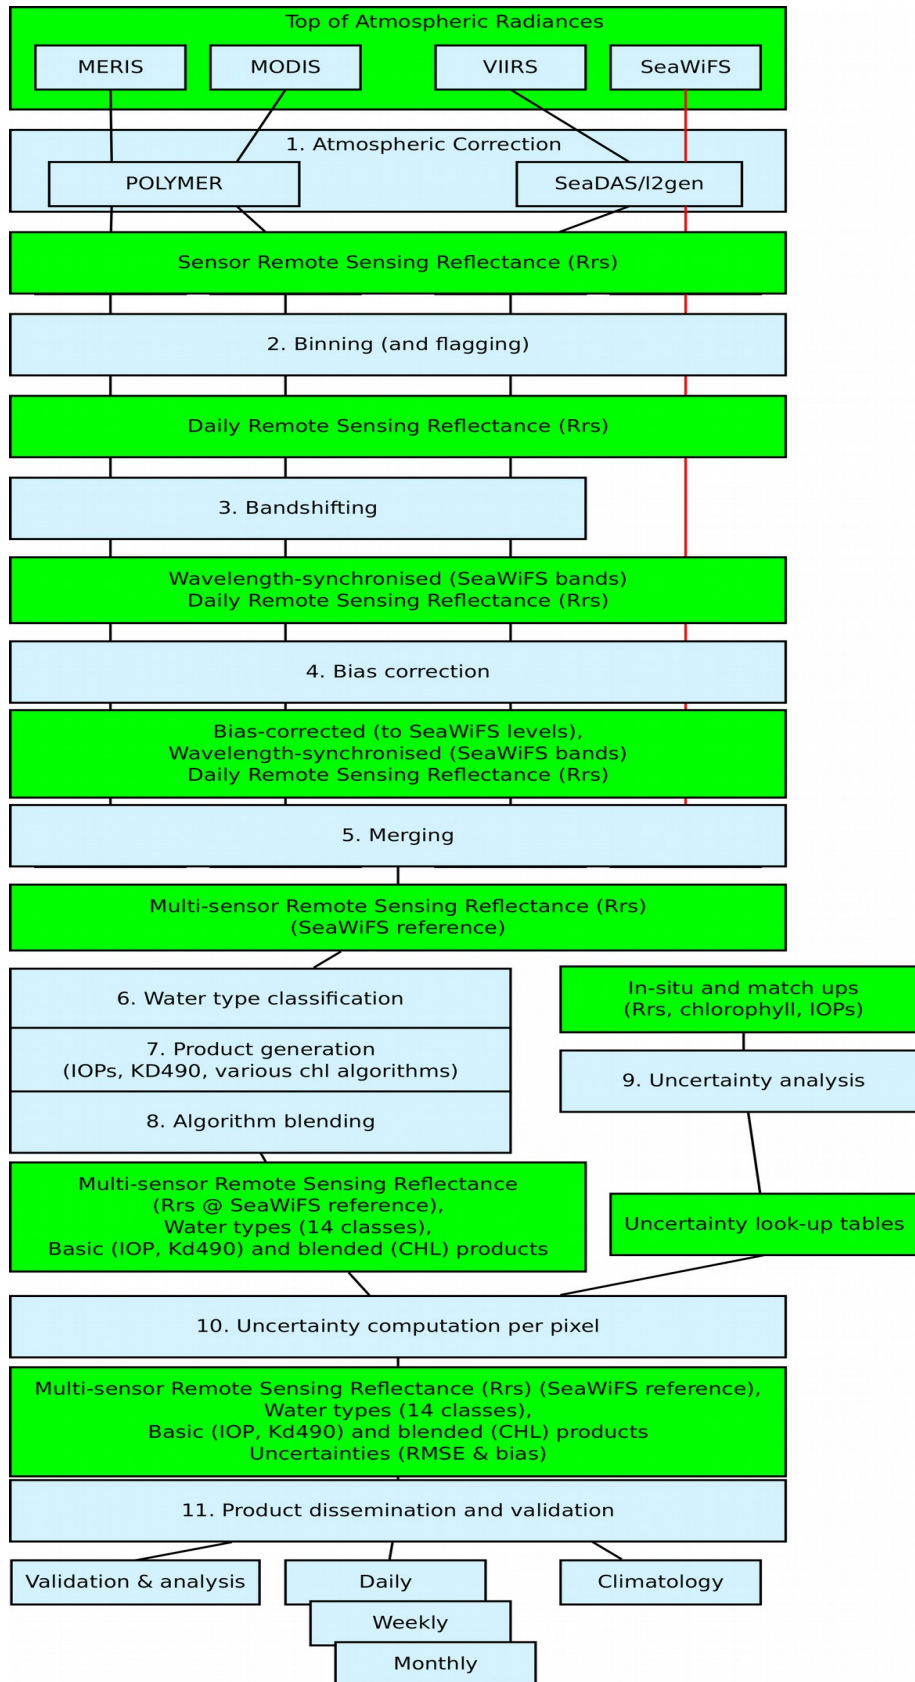 Top of Atmospheric Radiances
MERIS
MODIS
VIIRS
SeaWiFS
1. Atmospheric Correction
POLYMER
SeaDAS/l2gen
Sensor Remote Sensing Reflectance (Rrs)
2. Binning (and flagging)
Daily Remote Sensing Reflectance (Rrs)
3. Bandshifting
Wavelength-synchronised (SeaWiFS bands)
Daily Remote Sensing Reflectance (Rrs)
4. Bias correction
Bias-corrected (to SeaWiFS levels),
Wavelength-synchronised (SeaWiFS bands)
Daily Remote Sensing Reflectance (Rrs)
5. Merging
Multi-sensor Remote Sensing Reflectance (Rrs)
(SeaWiFS reference)
6. Water type classification
7. Product generation
(IOPs, KD490, various chl algorithms)
8. Algorithm blending
In-situ and match ups
(Rrs, chlorophyll, IOPs)
9. Uncertainty analysis
Multi-sensor Remote Sensing Reflectance
(Rrs @ SeaWiFS reference),
Water types (14 classes),
Basic (IOP, Kd490) and blended (CHL) products
Uncertainty look-up tables
10. Uncertainty computation per pixel
Multi-sensor Remote Sensing Reflectance (Rrs) (SeaWiFS reference),
Water types (14 classes),
Basic (IOP, Kd490) and blended (CHL) products
Uncertainties (RMSE & bias)
11. Product dissemination and validation
Validation & analysis
Daily
Climatology
Weekly
Monthly